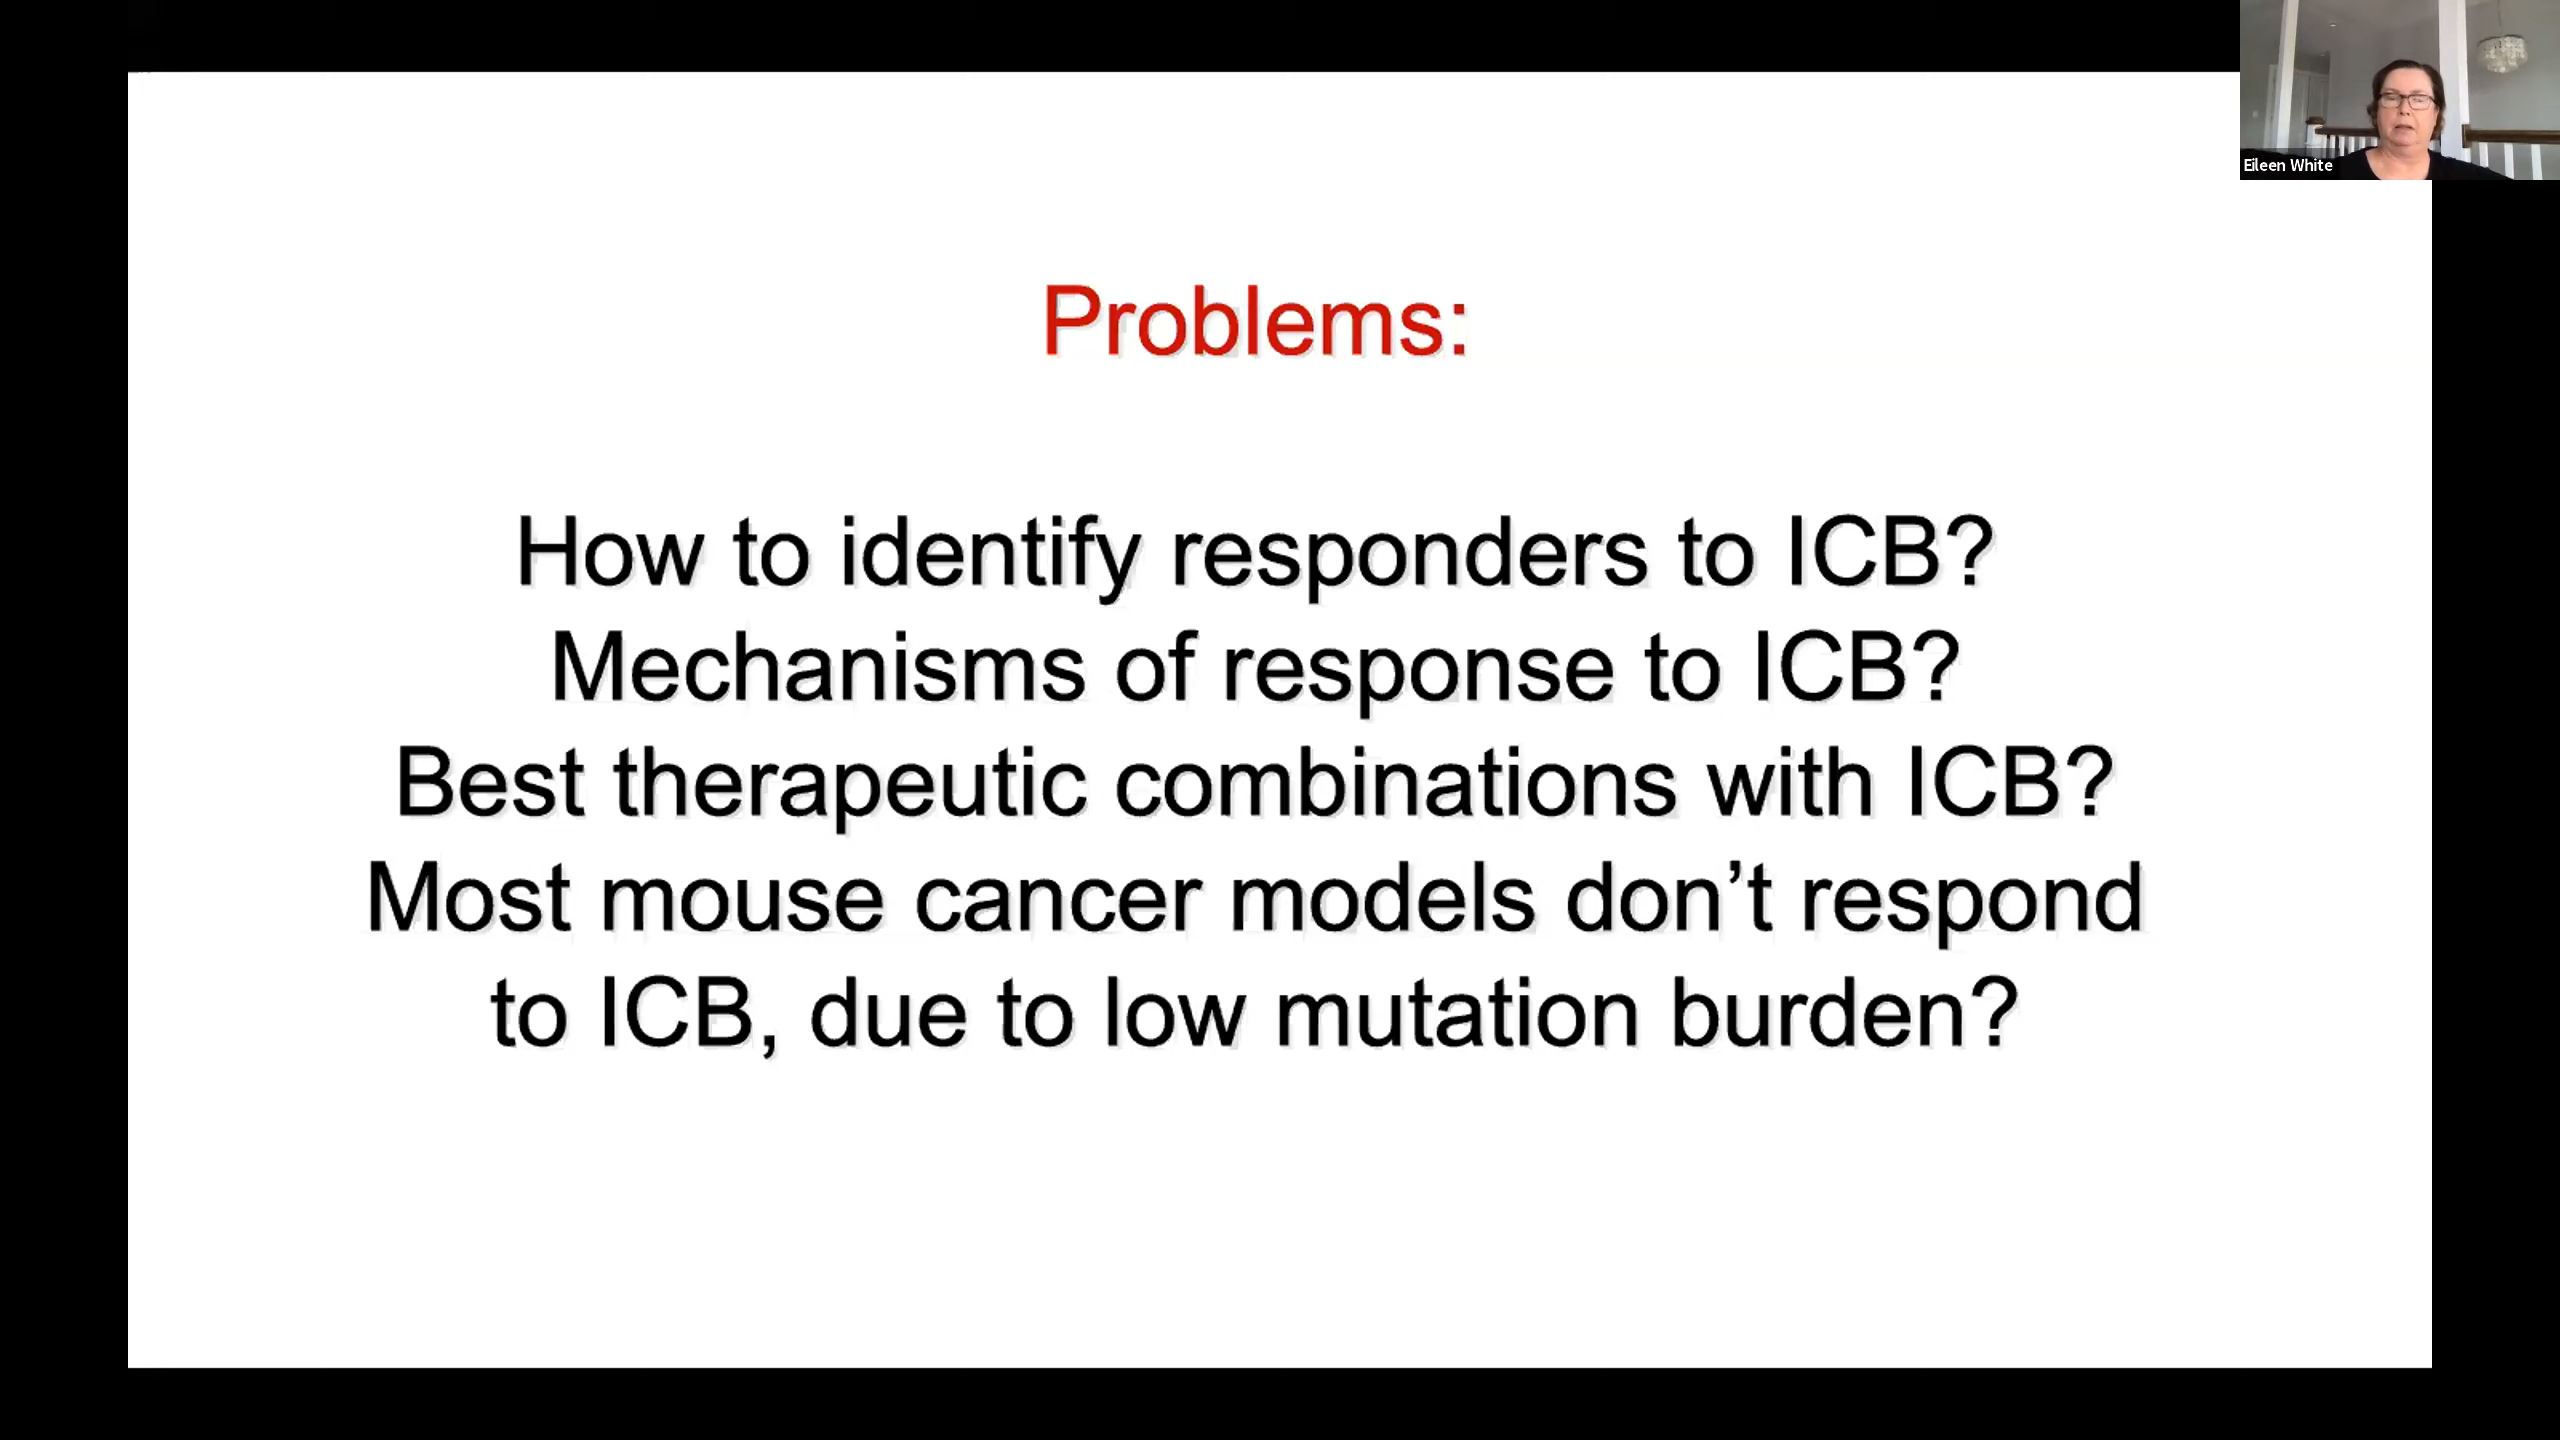 Eileen White
Problems:
How to identify responders to ICB?
Mechanisms of response to ICB?
Best therapeutic combinations with ICB?
Most mouse cancer models don’t respond
to ICB, due to low mutation burden?